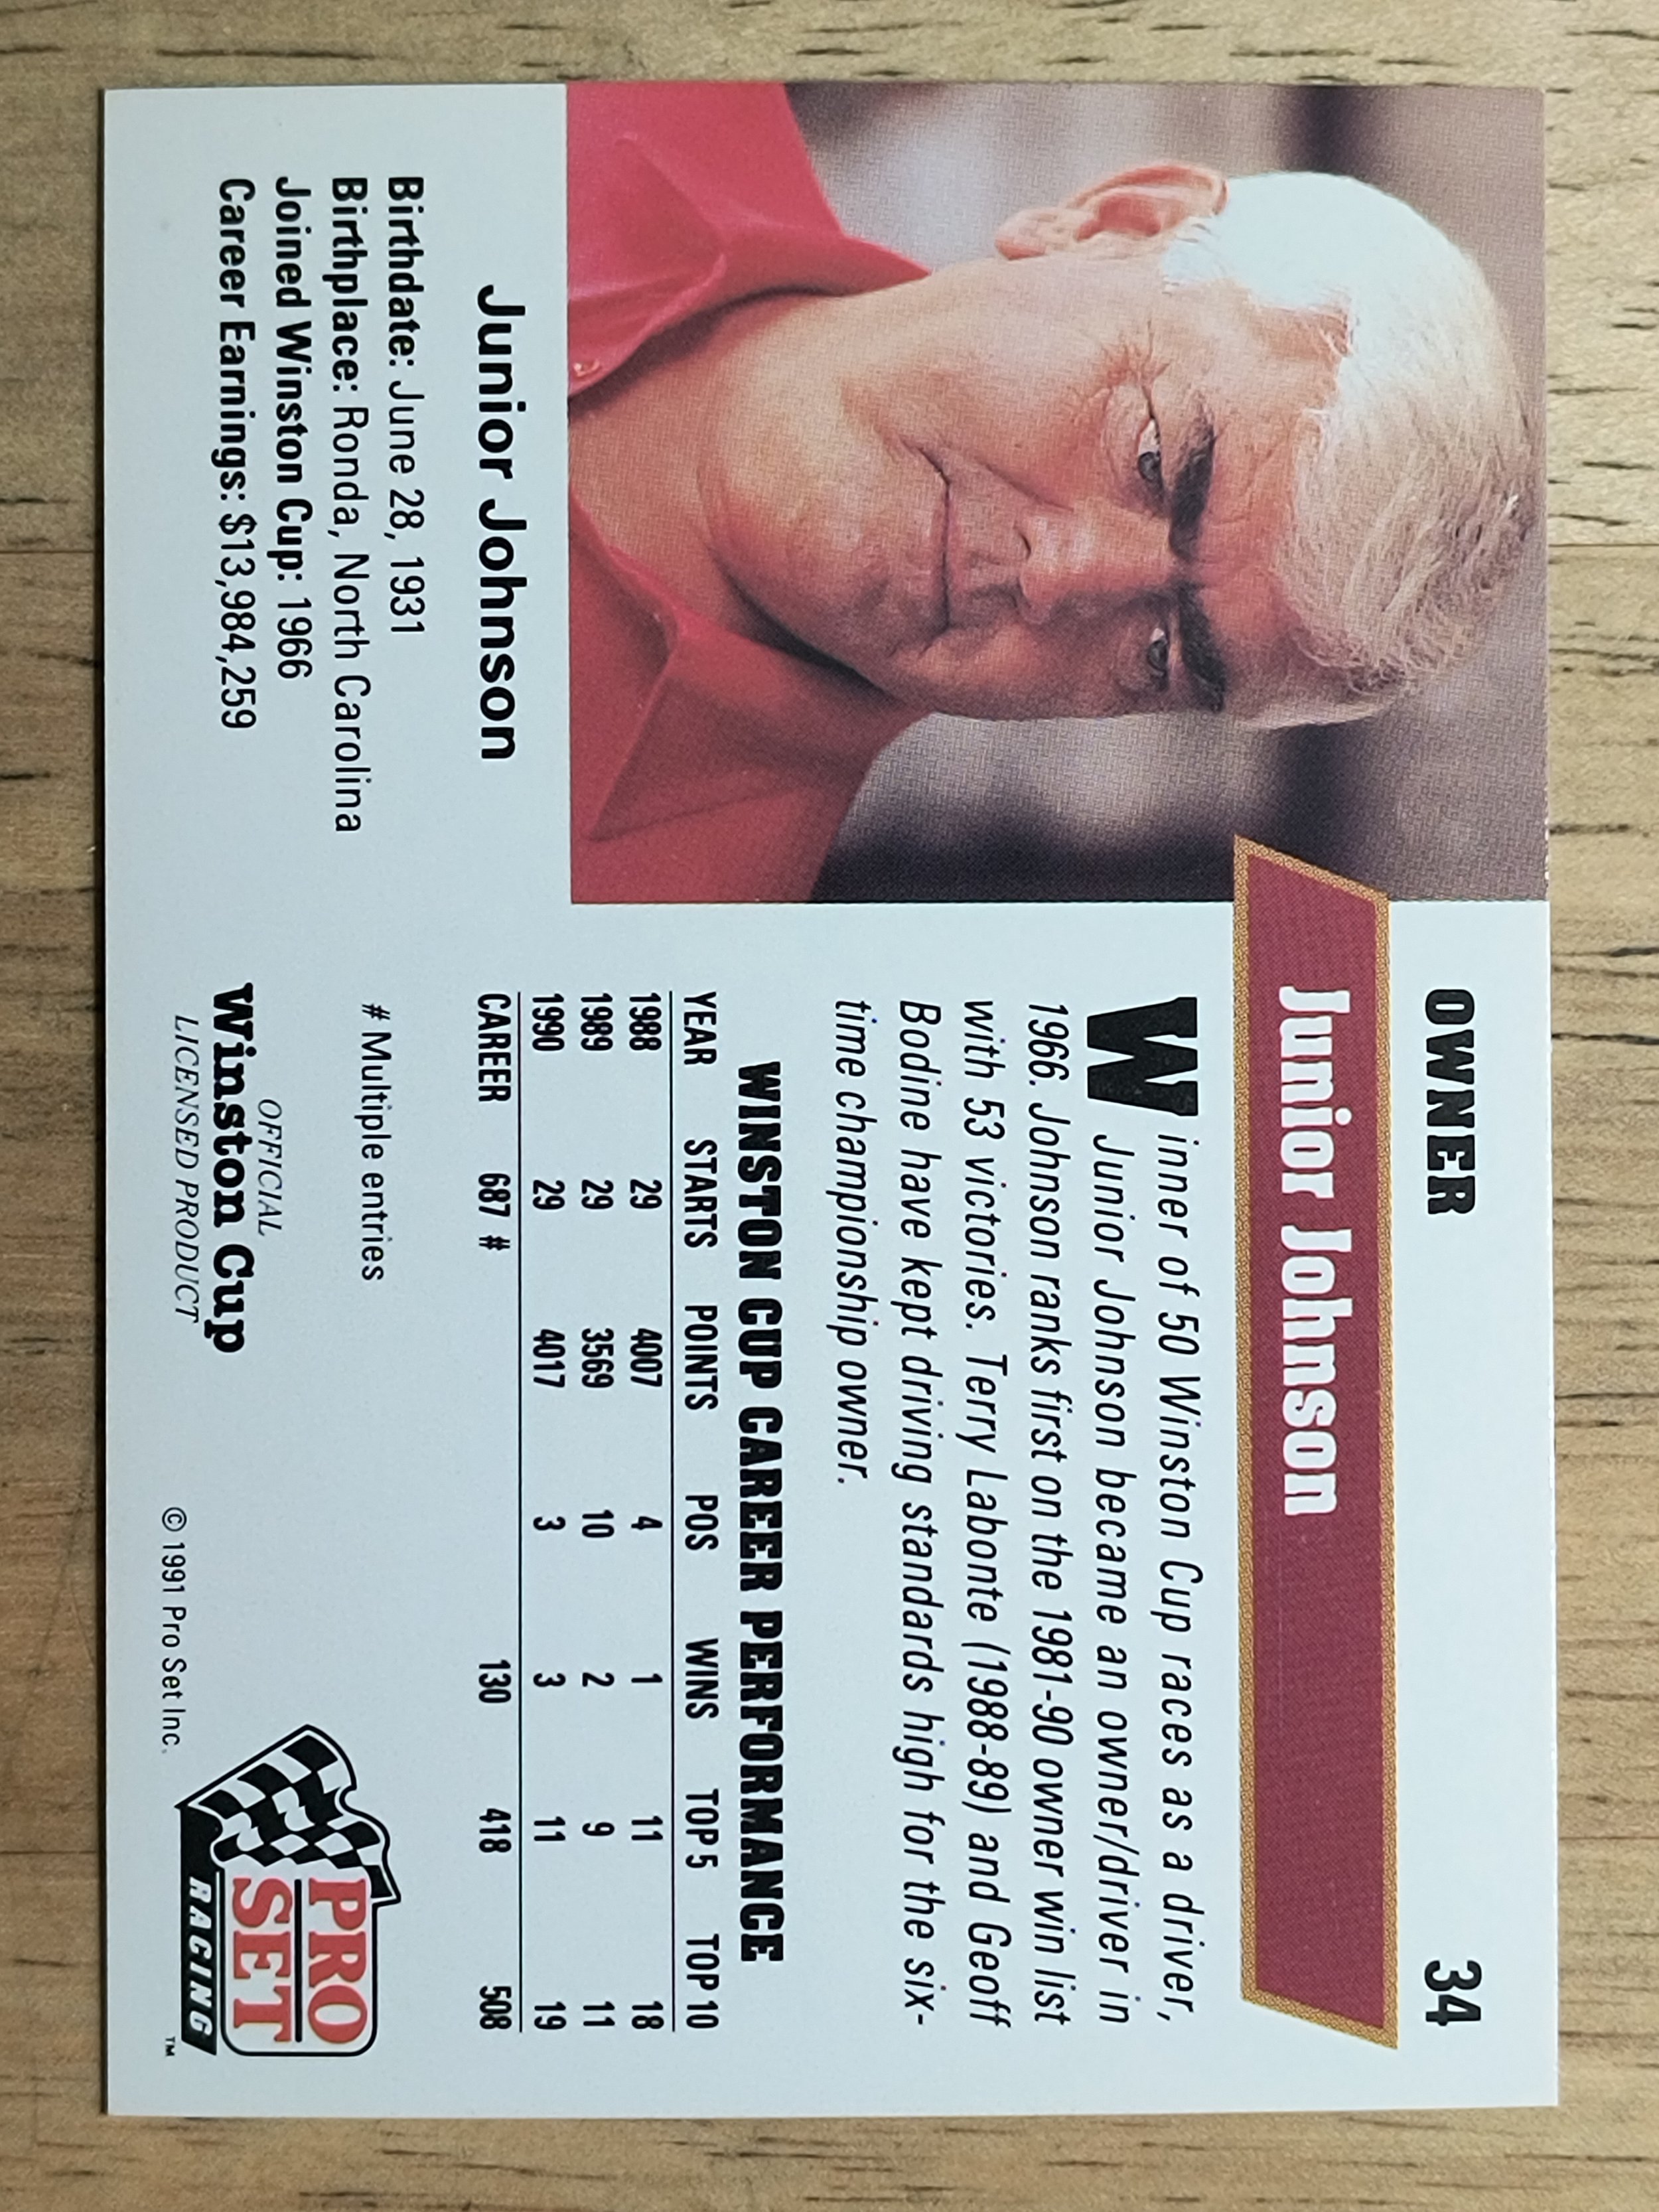 OWNER 34
Junior Johnson
Winner of 50 Winston Cup races as a driver,
Junior Johnson became an owner/driver in
1966. Johnson ranks first on the 1981-90 owner win list
with 53 victories. Terry Labonte (1988-89) and Geoff
Bodine have kept driving standards high for the six-
time championship owner.
WINSTON CUP CAREER PERFORMANCE
YEAR STARTS POINTS POS WINS TOP 5 TOP 10
1988 29 4007 4 1 11 18
1989 29 3569 10 2 9 11
1990 29 4017 3 3 11 19
CAREER 687 # 130 418 508
# Multiple entries
Junior Johnson
Birthdate: June 28, 1931
Birthplace: Ronda, North Carolina
Joined Winston Cup: 1966
Career Earnings: $13,984,259
OFFICIAL
Winston Cup
LICENSED PRODUCT
© 1991 Pro Set Inc.
PRO
SET
RACING
™